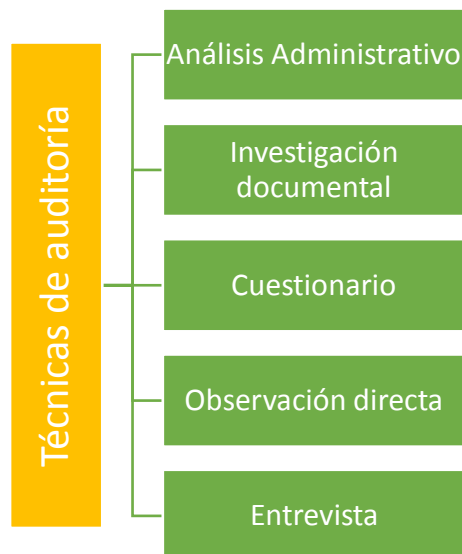 Técnicas de auditoría
Análisis Administrativo
Investigación
documental
Cuestionario
Observación directa
Entrevista